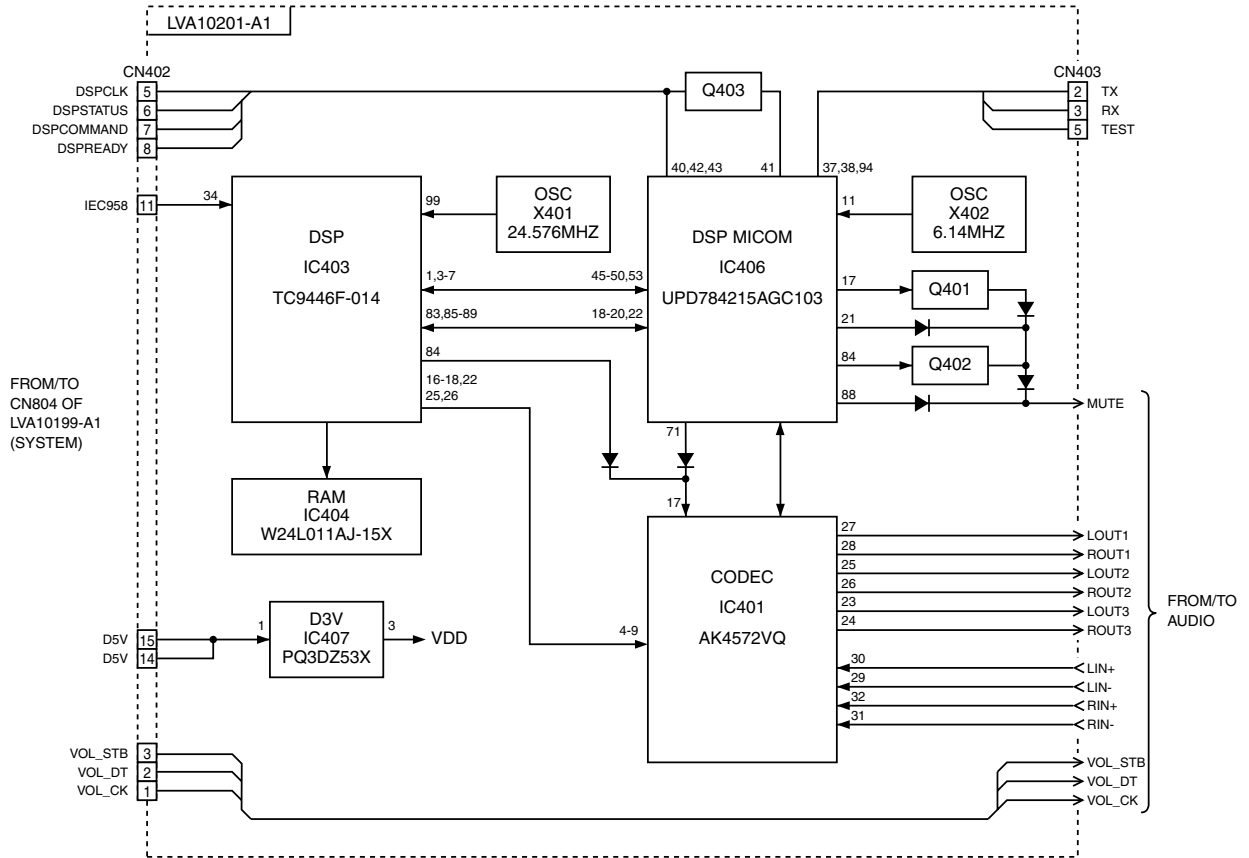 LVA10201-A1
CN402
CN403
DSPCLK 5
DSPSTATUS 6
DSPCOMMAND 7
DSPREADY 8
Q403
2 TX
3 RX
5 TEST
40,42,43
41
37,38,94
IEC958 11
34
DSP
IC403
TC9446F-014
99
OSC
X401
24.576MHZ
DSP MICOM
IC406
UPD784215AGC103
11
OSC
X402
6.14MHZ
1,3-7
45-50,53
83,85-89
18-20,22
84
16-18,22
25,26
17
Q401
21
84
Q402
88
MUTE
FROM/TO
CN804 OF
LVA10199-A1
(SYSTEM)
71
17
RAM
IC404
W24L011AJ-15X
CODEC
IC401
AK4572VQ
4-9
27
LOUT1
28
ROUT1
25
LOUT2
26
ROUT2
23
LOUT3
24
ROUT3
30
LIN+
29
LIN-
32
RIN+
31
RIN-
FROM/TO
AUDIO
D5V 15
D5V 14
1
D3V
IC407
PQ3DZ53X
3
VDD
VOL_STB 3
VOL_DT 2
VOL_CK 1
VOL_STB
VOL_DT
VOL_CK